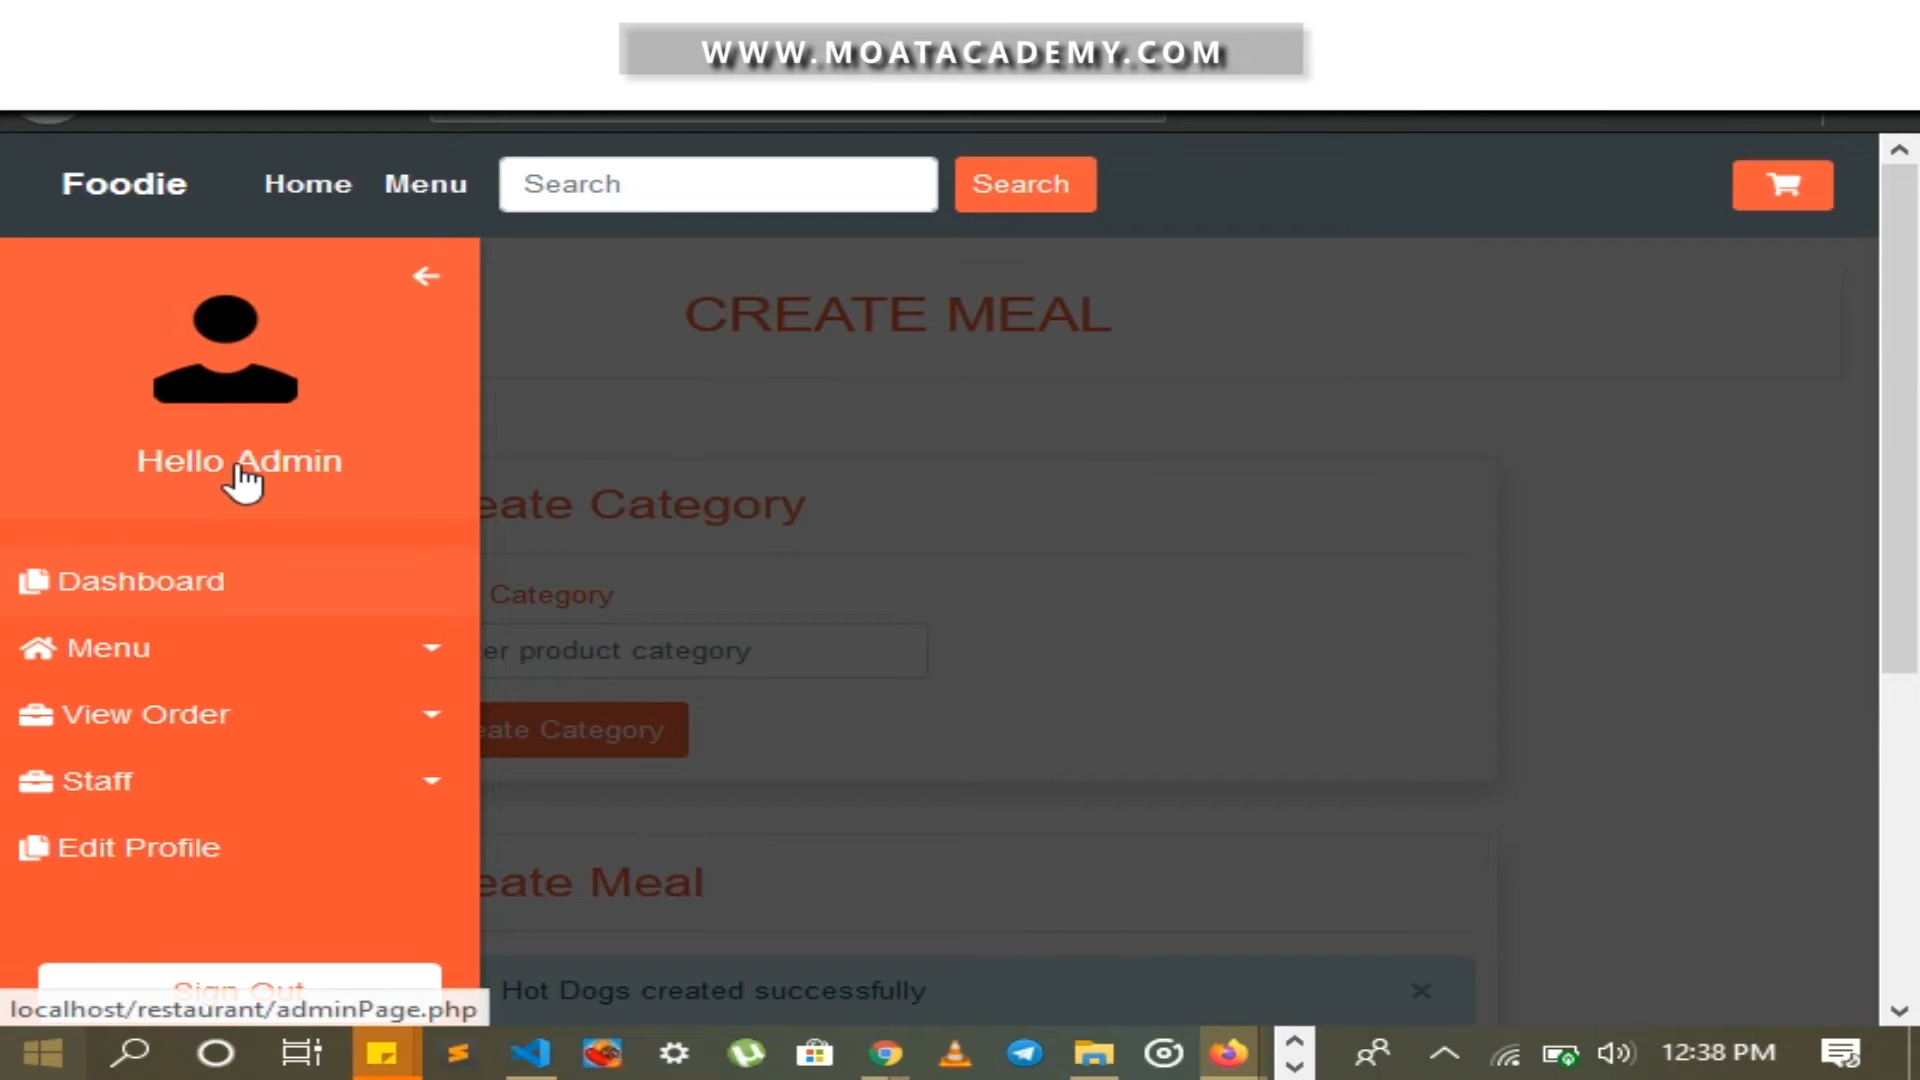 WWW.MOATACADEMY.COM
Foodie Home Menu Search Search
CREATE MEAL
Hello Admin
eate Category
Dashboard
Category
Menu
er product category
View Order
eate Category
Staff
Edit Profile
eate Meal
Sign Out
Hot Dogs created successfully
localhost/restaurant/adminPage.php
12:38 PM